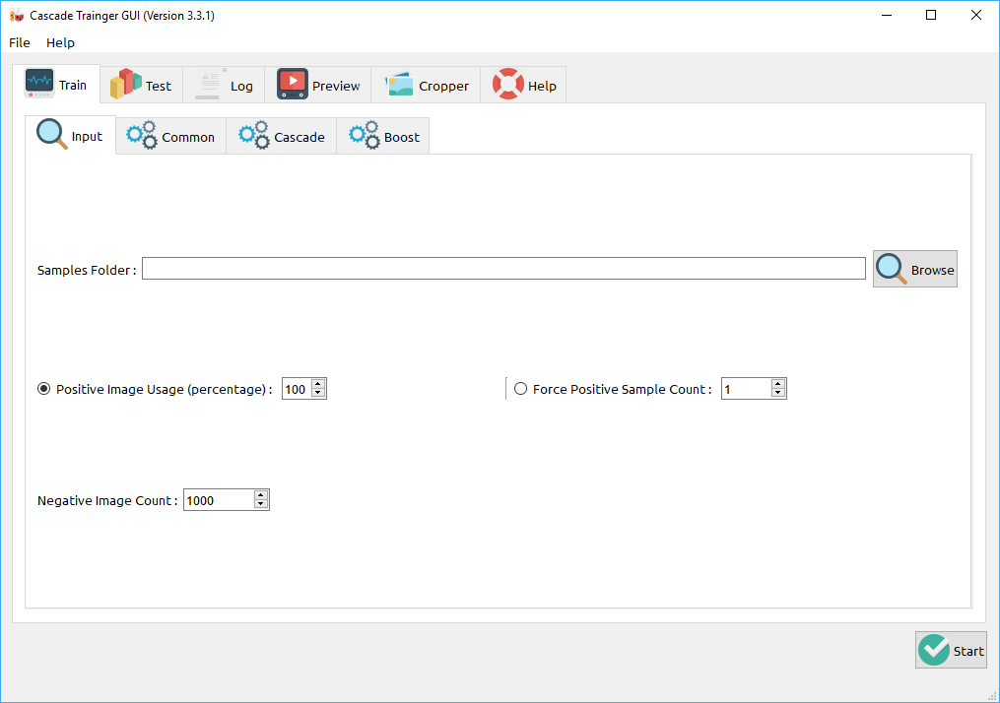 Cascade Trainger GUI (Version 3.3.1)
File Help
Train Test Log Preview Cropper Help
Input Common Cascade Boost
Samples Folder : Browse
Positive Image Usage (percentage) : 100 Force Positive Sample Count : 1
Negative Image Count : 1000
Start